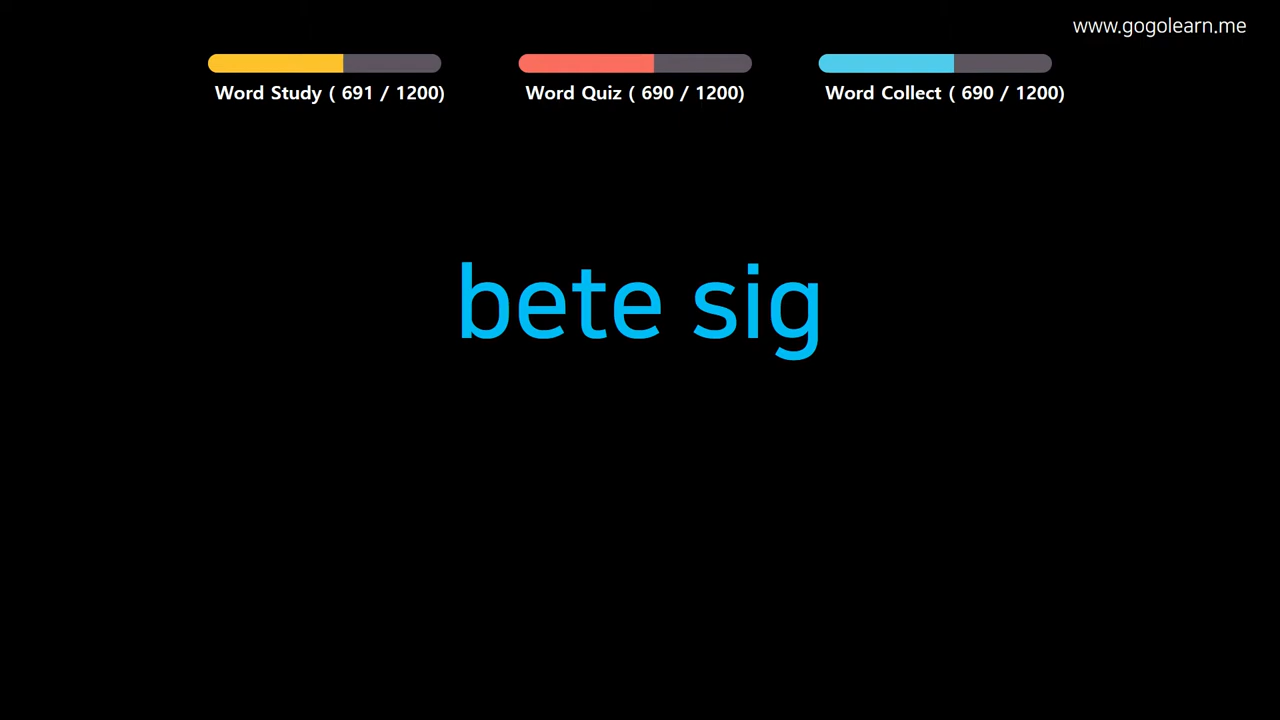 www.gogolearn.me
Word Study ( 691 / 1200)
Word Quiz ( 690 / 1200)
Word Collect ( 690 / 1200)
bete sig